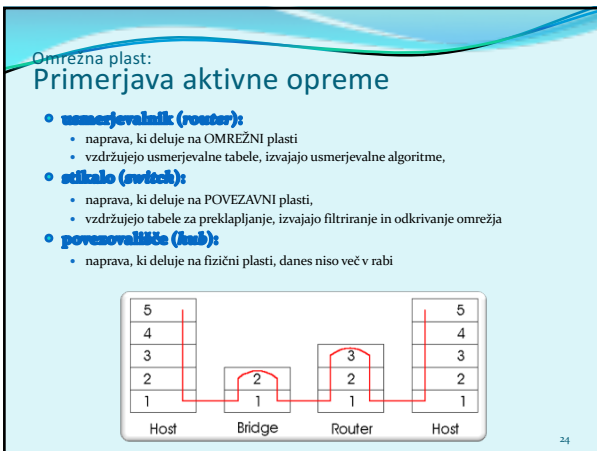 Omrežna plast:
Primerjava aktivne opreme
usmerjevalnik (router):
naprava, ki deluje na OMREŽNI plasti
vzdržujejo usmerjevalne tabele, izvajajo usmerjevalne algoritme,
stikalo (switch):
naprava, ki deluje na POVEZAVNI plasti,
vzdržujejo tabele za preklapljanje, izvajajo filtriranje in odkrivanje omrežja
povezovališče (hub):
naprava, ki deluje na fizični plasti, danes niso več v rabi
5 5
4 4
3 3 3
2 2 2 2
1 1 1 1
Host Bridge Router Host
24